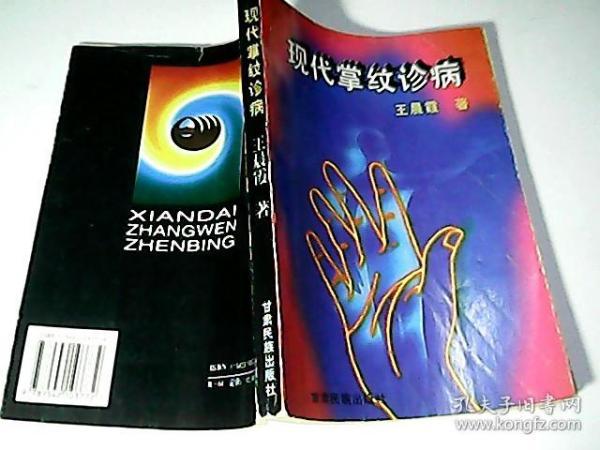 现代掌纹诊病
王晨霞 著
甘肃民族出版社
现代掌纹诊病
王晨霞 著
甘肃民族出版社
XIANDAI
ZHANGWEN
ZHENBING
孔夫子旧书网
www.kongfz.com